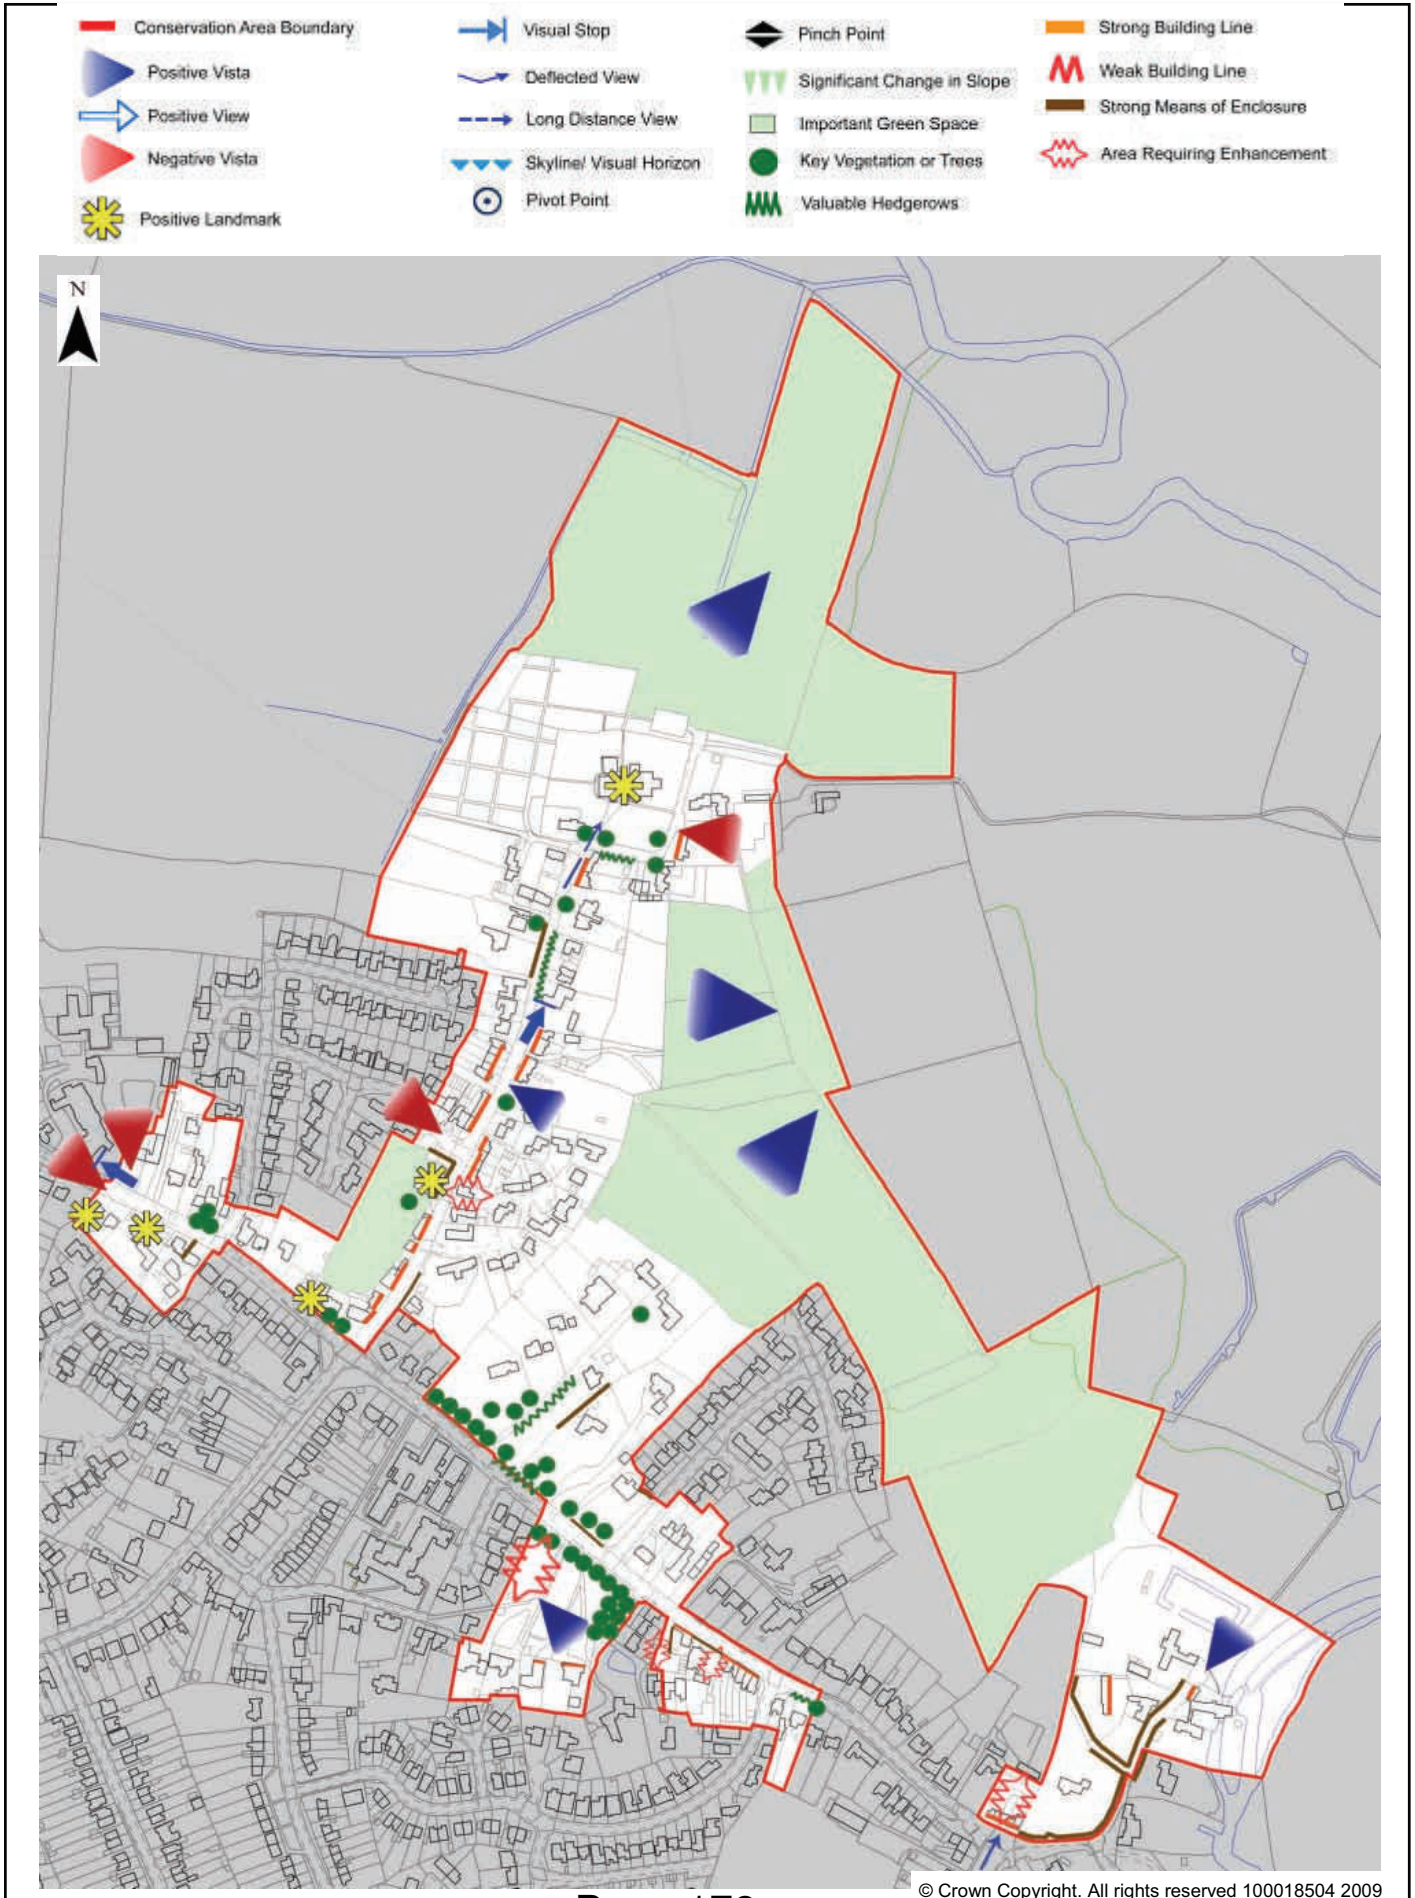 Conservation Area Boundary
Positive Vista
Positive View
Negative Vista
Positive Landmark
Visual Stop
Deflected View
Long Distance View
Skyline/ Visual Horizon
Pivot Point
Pinch Point
Significant Change in Slope
Important Green Space
Key Vegetation or Trees
Valuable Hedgerows
Strong Building Line
Weak Building Line
Strong Means of Enclosure
Area Requiring Enhancement
N
© Crown Copyright. All rights reserved 100018504 2009